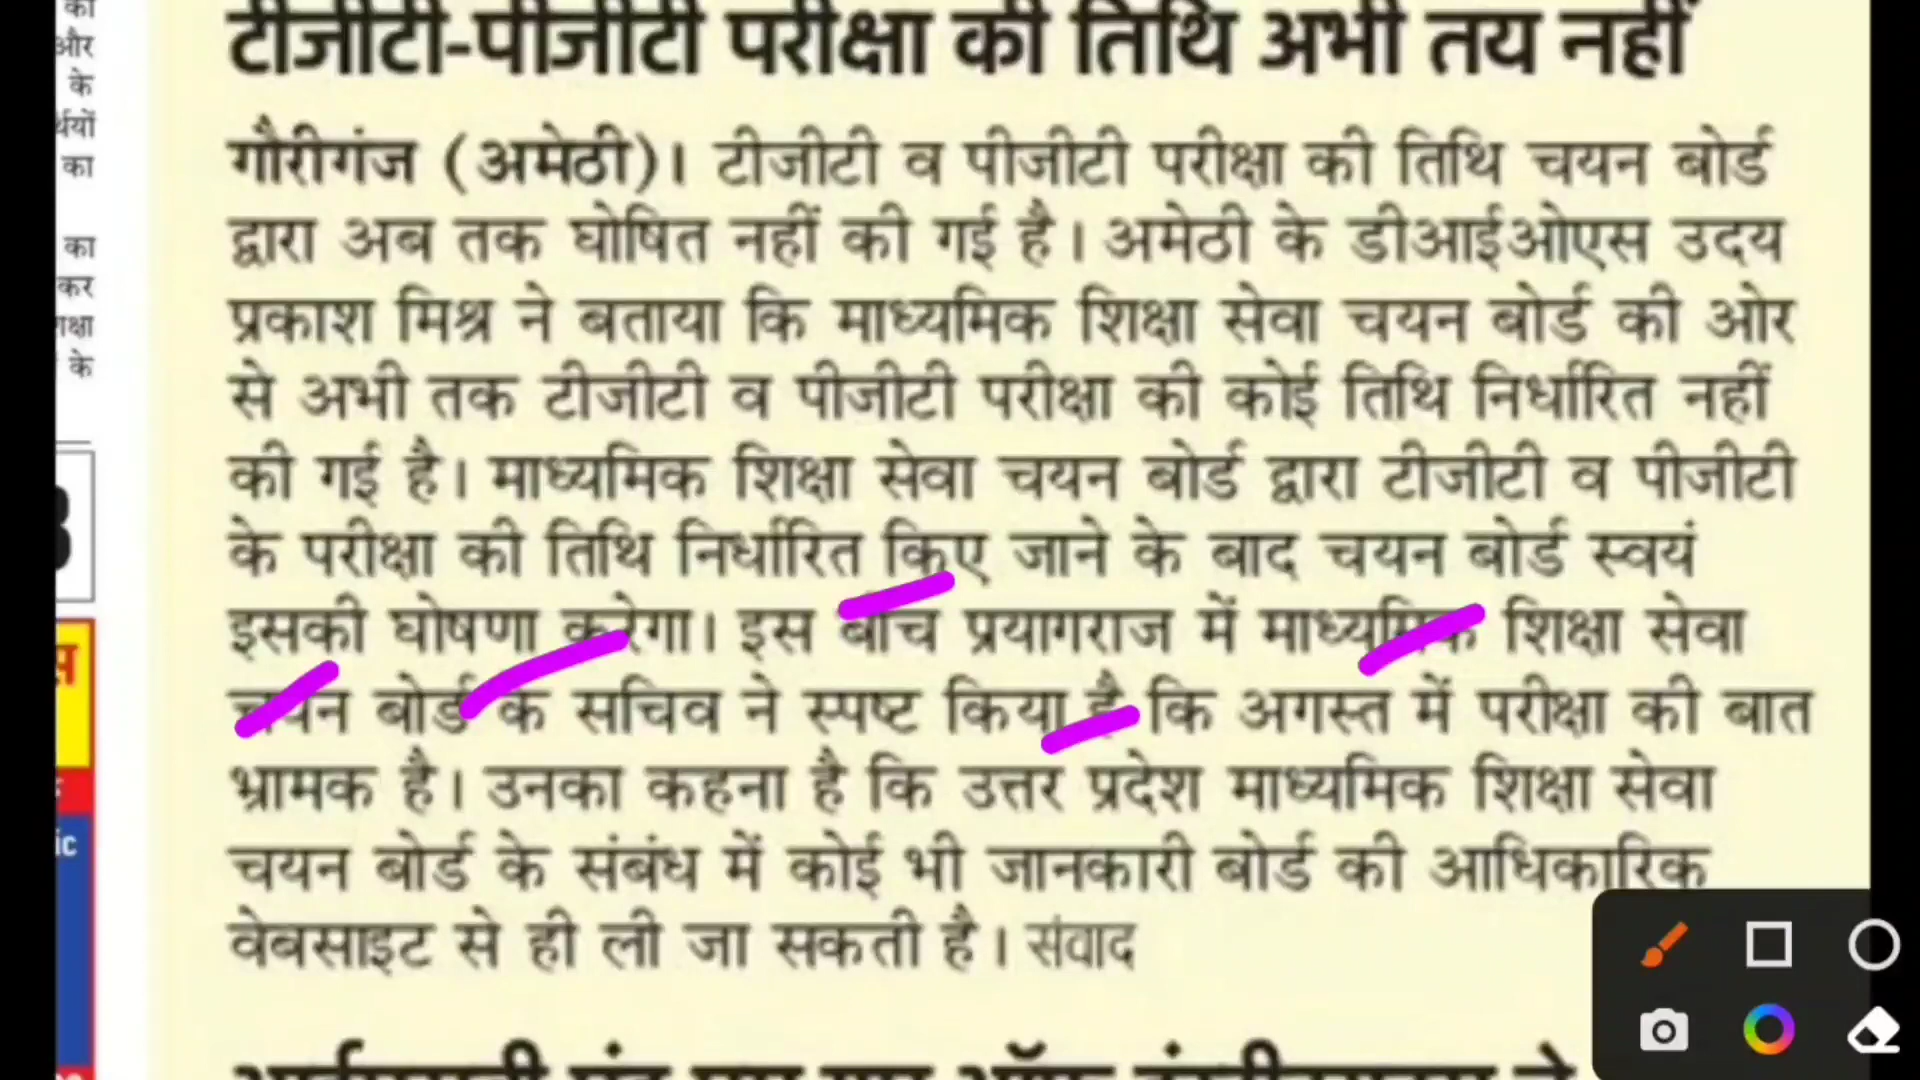 की
और
के
र्थियों
का
का
कर
के
टीजीटी-पीजीटी परीक्षा की तिथि अभी तय नहीं
गौरीगंज (अमेठी)। टीजीटी व पीजीटी परीक्षा की तिथि चयन बोर्ड
द्वारा अब तक घोषित नहीं की गई है। अमेठी के डीआईओएस उदय
प्रकाश मिश्र ने बताया कि माध्यमिक शिक्षा सेवा चयन बोर्ड की ओर
से अभी तक टीजीटी व पीजीटी परीक्षा की कोई तिथि निर्धारित नहीं
की गई है। माध्यमिक शिक्षा सेवा चयन बोर्ड द्वारा टीजीटी व पीजीटी
के परीक्षा की तिथि निर्धारित किए जाने के बाद चयन बोर्ड स्वयं
इसकी घोषणा करेगा। इस बीच प्रयागराज में माध्यमिक शिक्षा सेवा
चयन बोर्ड के सचिव ने स्पष्ट किया है कि अगस्त में परीक्षा की बात
भ्रामक है। उनका कहना है कि उत्तर प्रदेश माध्यमिक शिक्षा सेवा
चयन बोर्ड के संबंध में कोई भी जानकारी बोर्ड की आधिकारिक
वेबसाइट से ही ली जा सकती है। संवाद